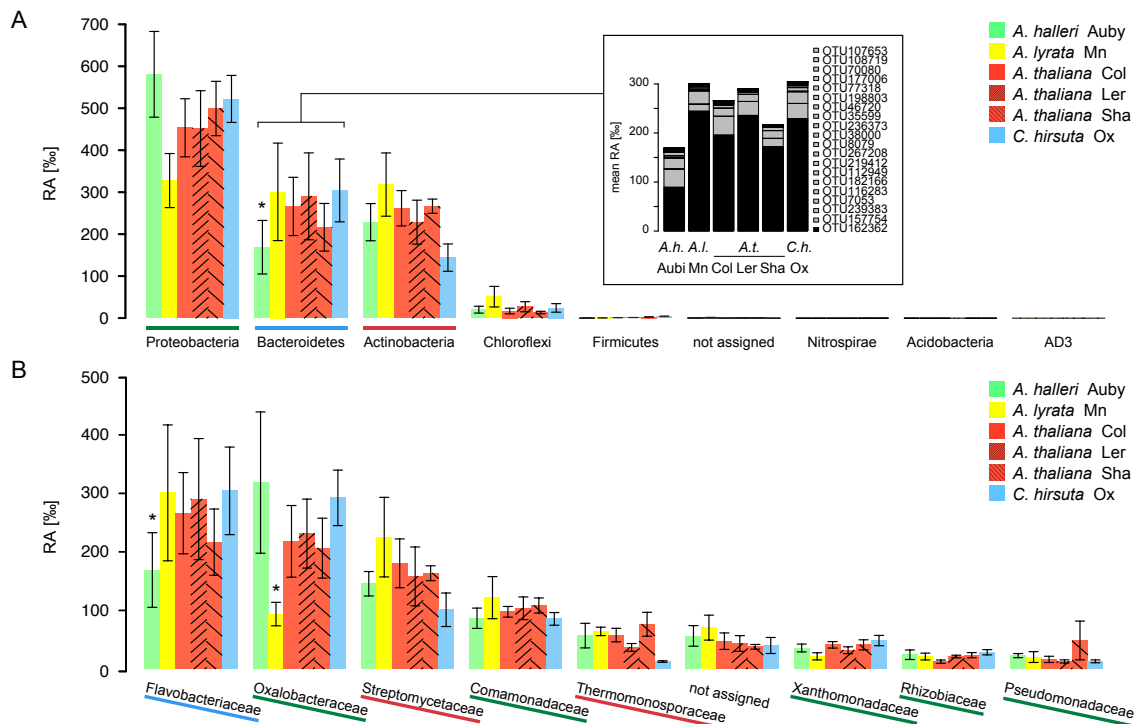 A
700
600
500
400
300
200
100
0
RA [‰]
*
Proteobacteria
Bacteroidetes
Actinobacteria
Chloroflexi
Firmicutes
not assigned
Nitrospirae
Acidobacteria
AD3
300
200
100
0
mean RA [‰]
OTU107653
OTU108719
OTU70080
OTU177006
OTU77318
OTU198803
OTU46720
OTU35599
OTU236373
OTU38000
OTU8079
OTU267208
OTU219412
OTU112949
OTU182166
OTU116283
OTU7053
OTU239383
OTU157754
OTU162362
A.h. A.l. A.t. C.h.
Aubi Mn Col Ler Sha Ox
A. halleri Auby
A. lyrata Mn
A. thaliana Col
A. thaliana Ler
A. thaliana Sha
C. hirsuta Ox
B
500
400
300
200
100
0
RA [‰]
*
*
Flavobacteriaceae
Oxalobacteraceae
Streptomycetaceae
Comamonadaceae
Thermomonosporaceae
not assigned
Xanthomonadaceae
Rhizobiaceae
Pseudomonadaceae
A. halleri Auby
A. lyrata Mn
A. thaliana Col
A. thaliana Ler
A. thaliana Sha
C. hirsuta Ox